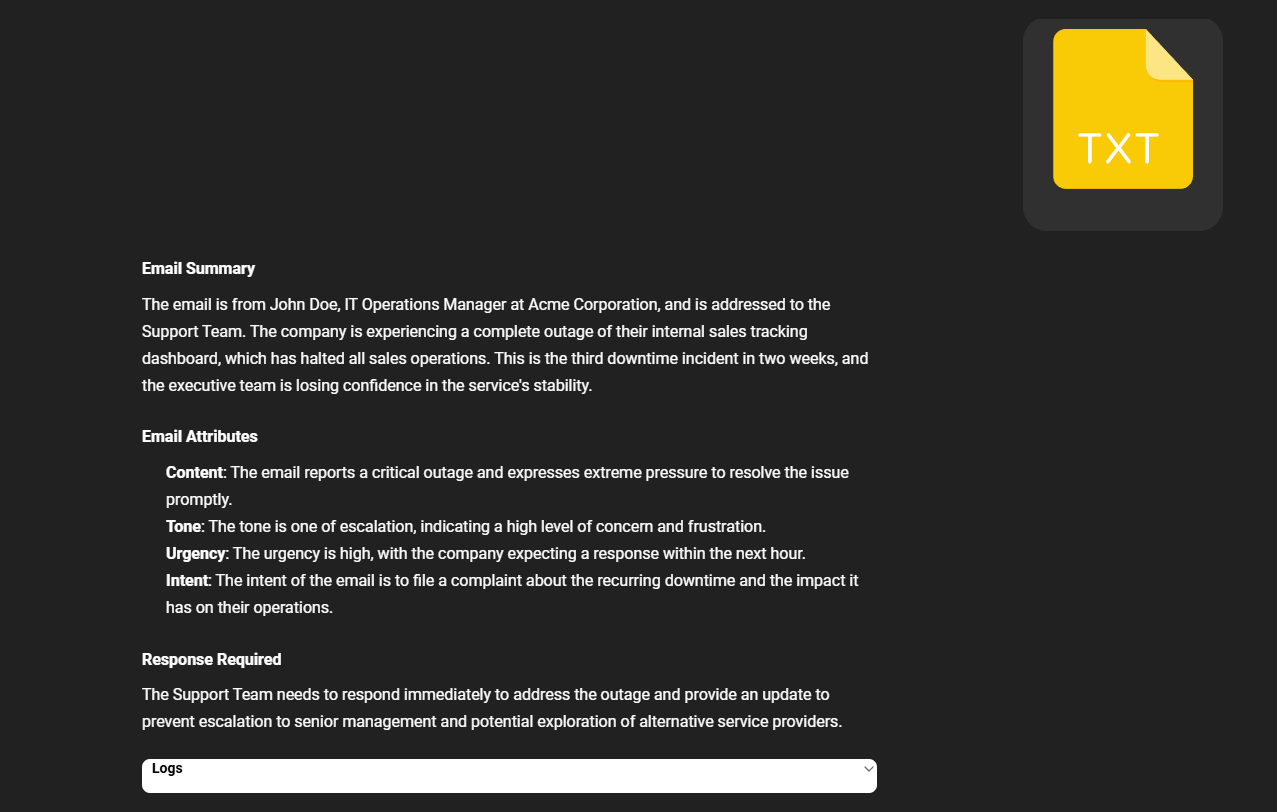 TXT
Email Summary
The email is from John Doe, IT Operations Manager at Acme Corporation, and is addressed to the
Support Team. The company is experiencing a complete outage of their internal sales tracking
dashboard, which has halted all sales operations. This is the third downtime incident in two weeks, and
the executive team is losing confidence in the service's stability.
Email Attributes
Content: The email reports a critical outage and expresses extreme pressure to resolve the issue
promptly.
Tone: The tone is one of escalation, indicating a high level of concern and frustration.
Urgency: The urgency is high, with the company expecting a response within the next hour.
Intent: The intent of the email is to file a complaint about the recurring downtime and the impact it
has on their operations.
Response Required
The Support Team needs to respond immediately to address the outage and provide an update to
prevent escalation to senior management and potential exploration of alternative service providers.
Logs